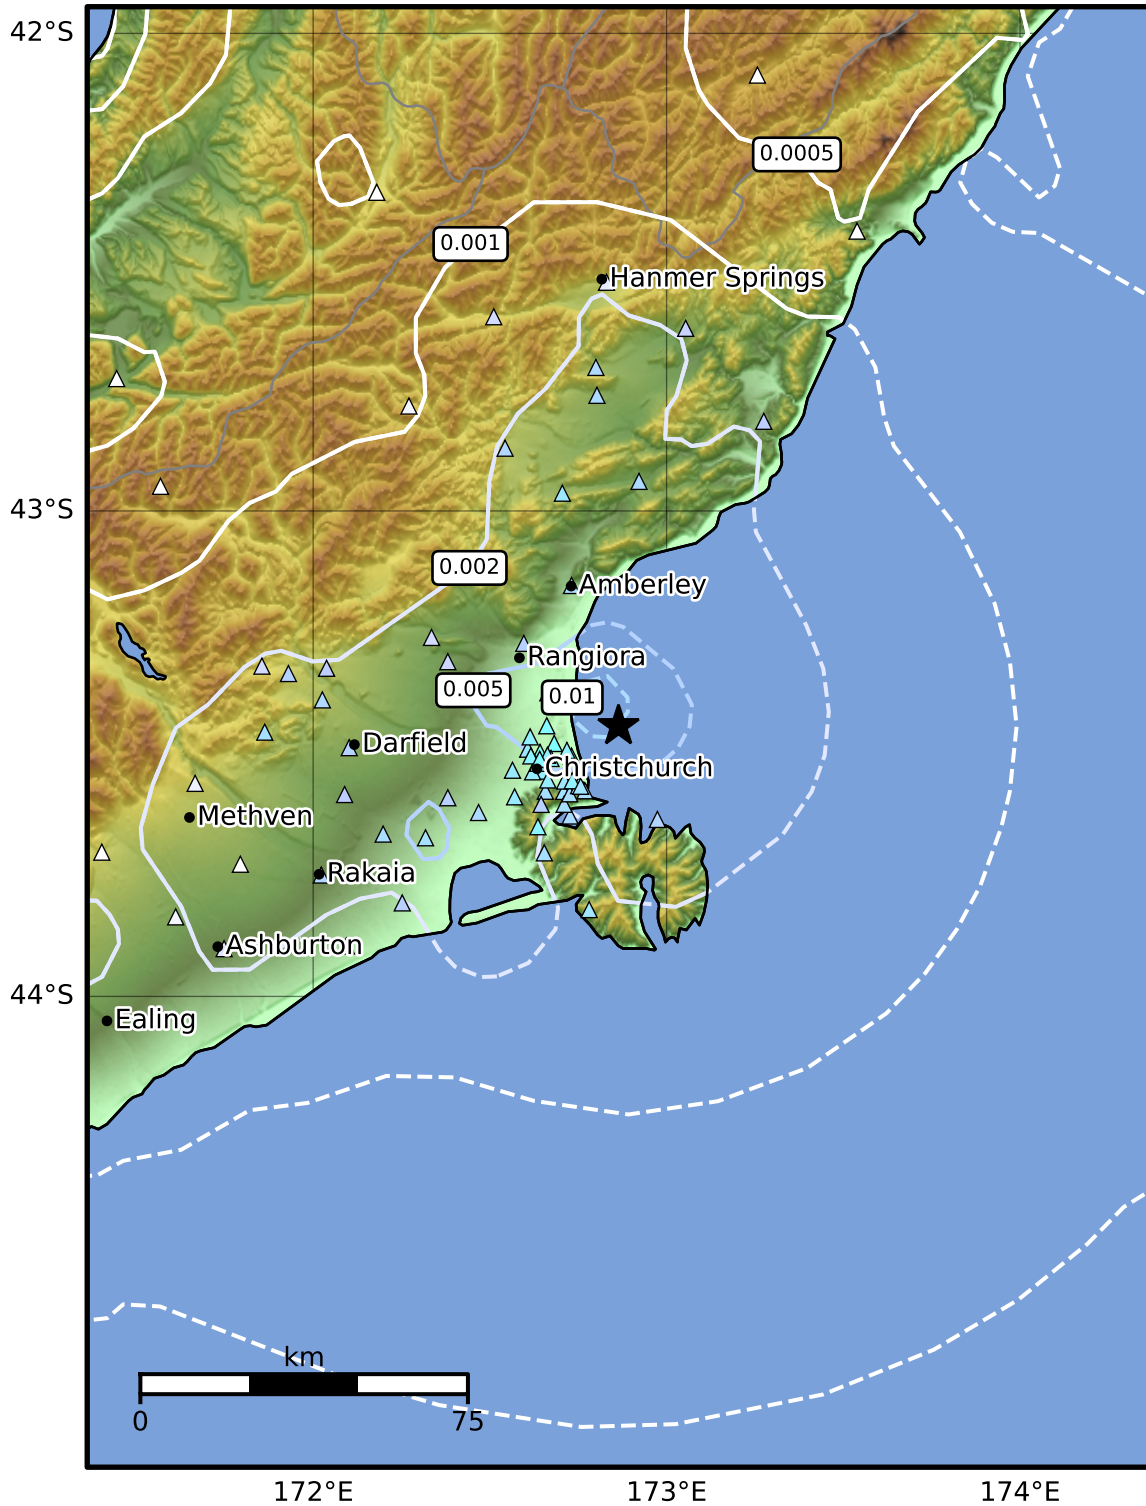 42°S
0.0005
0.001
Hanmer Springs
43°S
0.002
Amberley
Rangiora
0.005
0.01
Darfield
Christchurch
Methven
Rakaia
Ashburton
44°S
Ealing
km
0
75
172°E
173°E
174°E